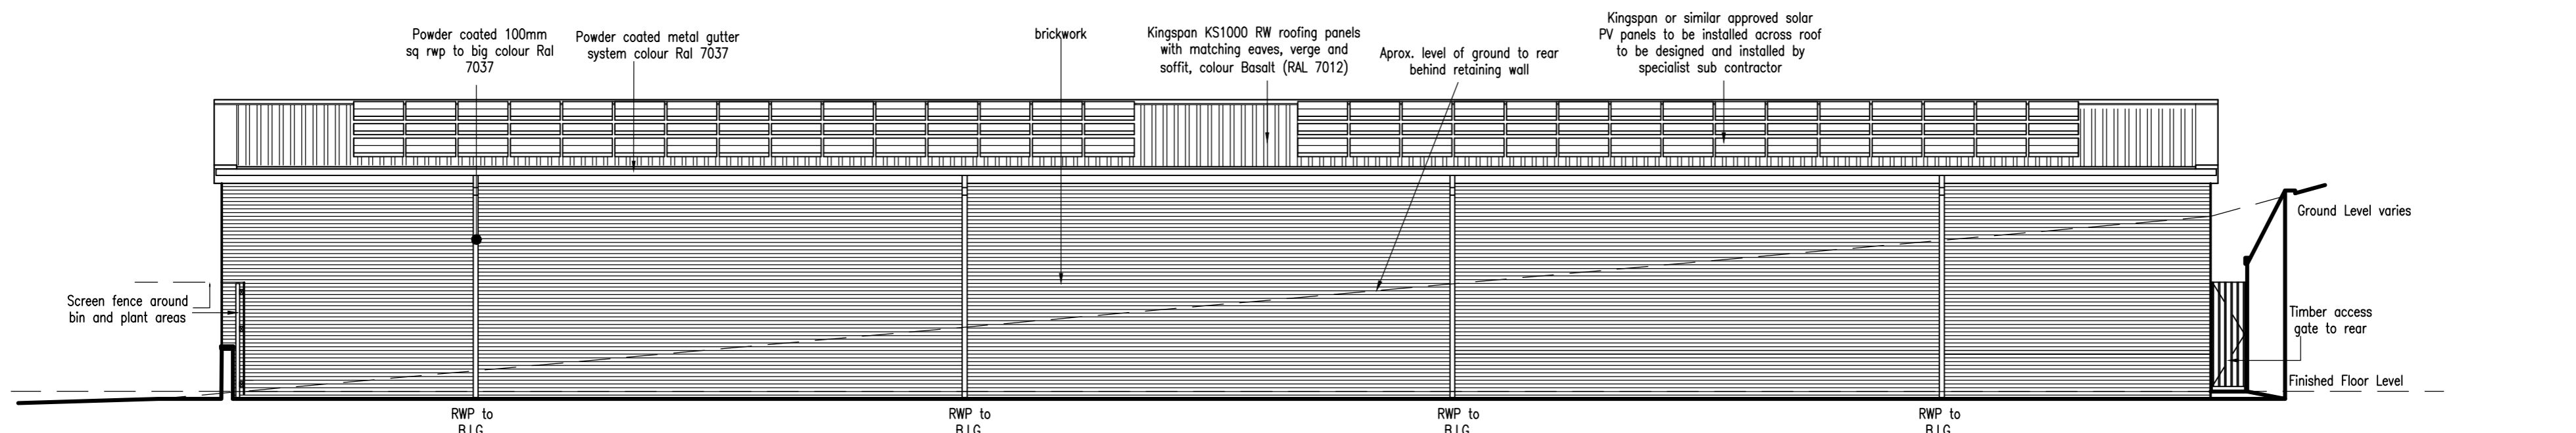 Powder coated 100mm
sq rwp to big colour Ral
7037
Powder coated metal gutter
system colour Ral 7037
brickwork
Kingspan KS1000 RW roofing panels
with matching eaves, verge and
soffit, colour Basalt (RAL 7012)
Aprox. level of ground to rear
behind retaining wall
Kingspan or similar approved solar
PV panels to be installed across roof
to be designed and installed by
specialist sub contractor
Ground Level varies
Screen fence around
bin and plant areas
Timber access
gate to rear
Finished Floor Level
RWP to
B.I.G
RWP to
B.I.G
RWP to
B.I.G
RWP to
B.I.G